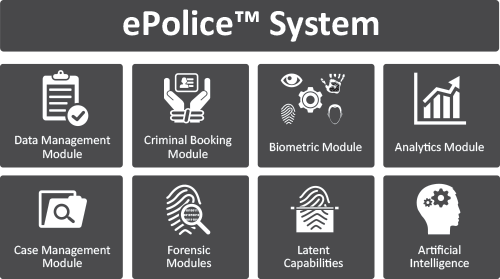 ePolice™ System
Data Management
Module
Criminal Booking
Module
Biometric Module
Analytics Module
Case Management
Module
Forensic
Modules
Latent
Capabilities
Artificial
Intelligence